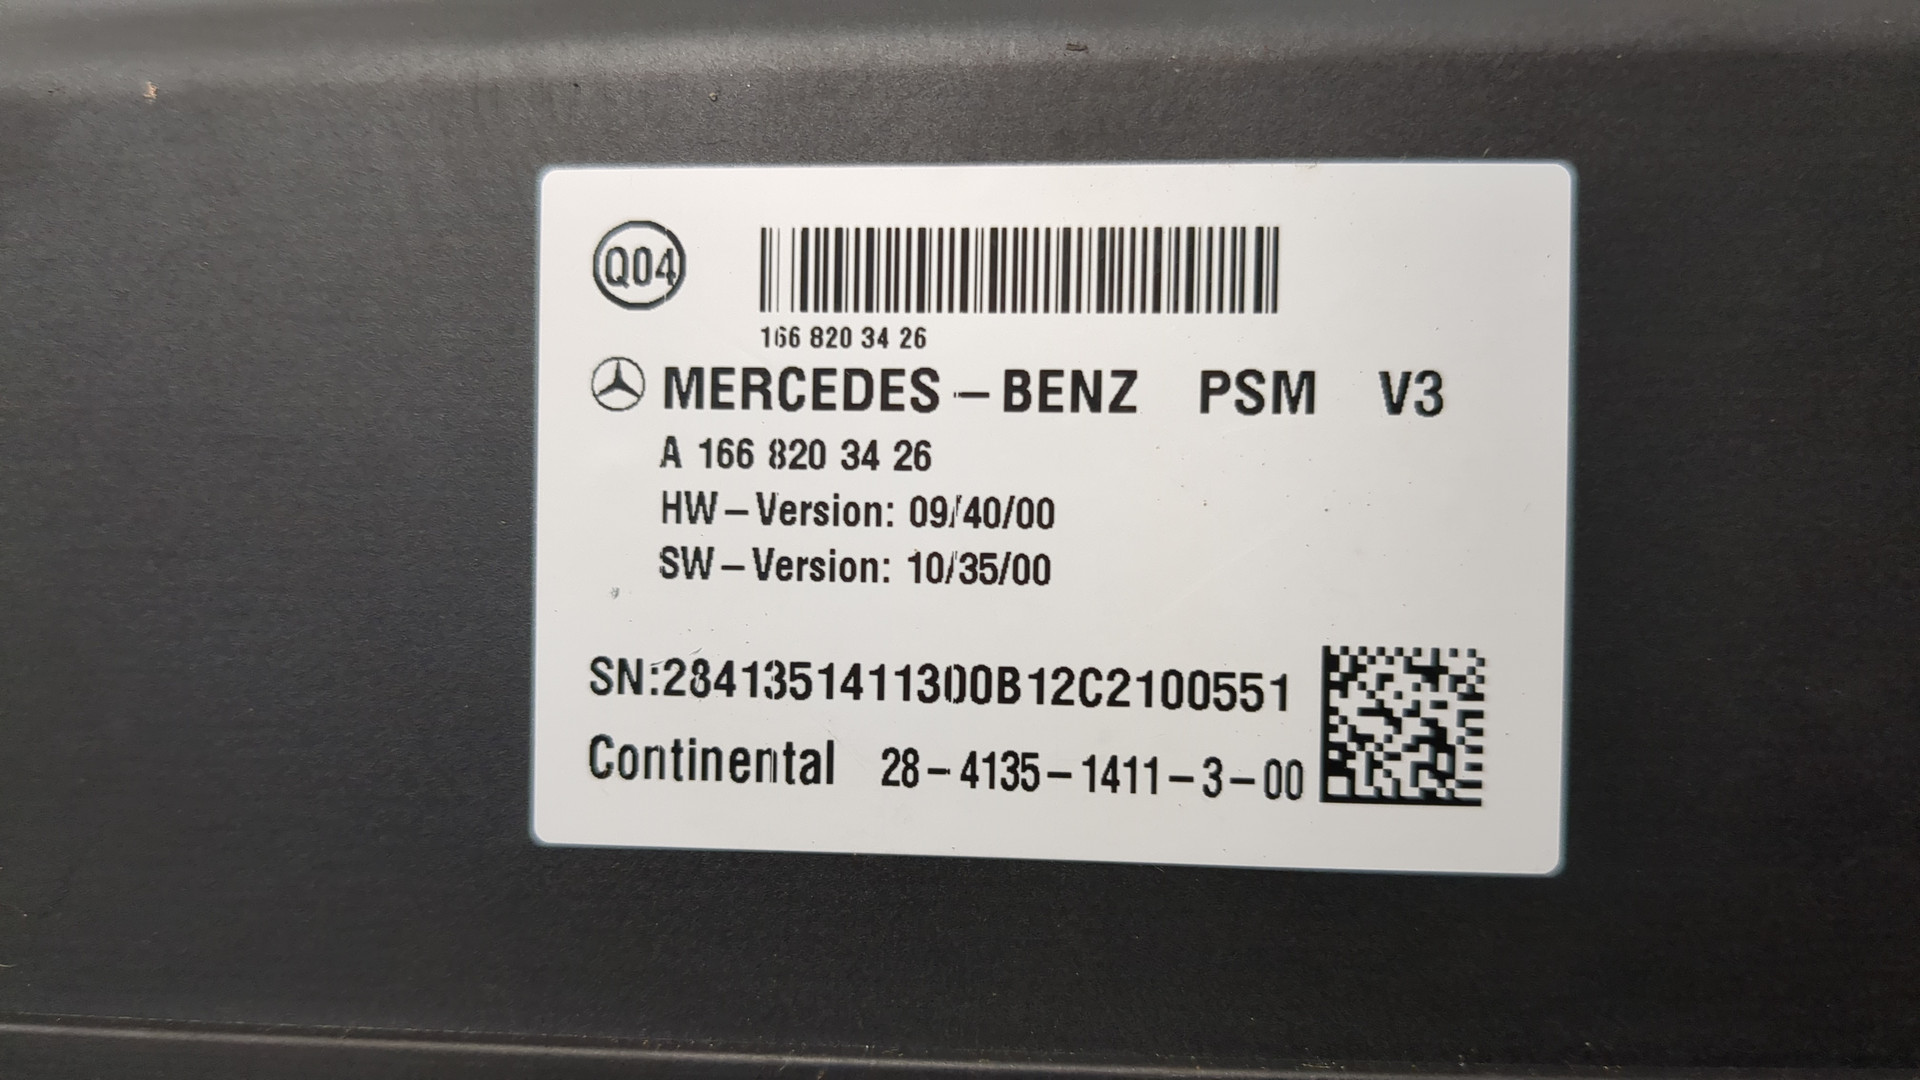 Q04
166 820 34 26
MERCEDES-BENZ PSM V3
A 166 820 34 26
HW-Version: 09/40/00
SW-Version: 10/35/00
SN:2841351411300B12C2100551
Continental 28-4135-1411-3-00